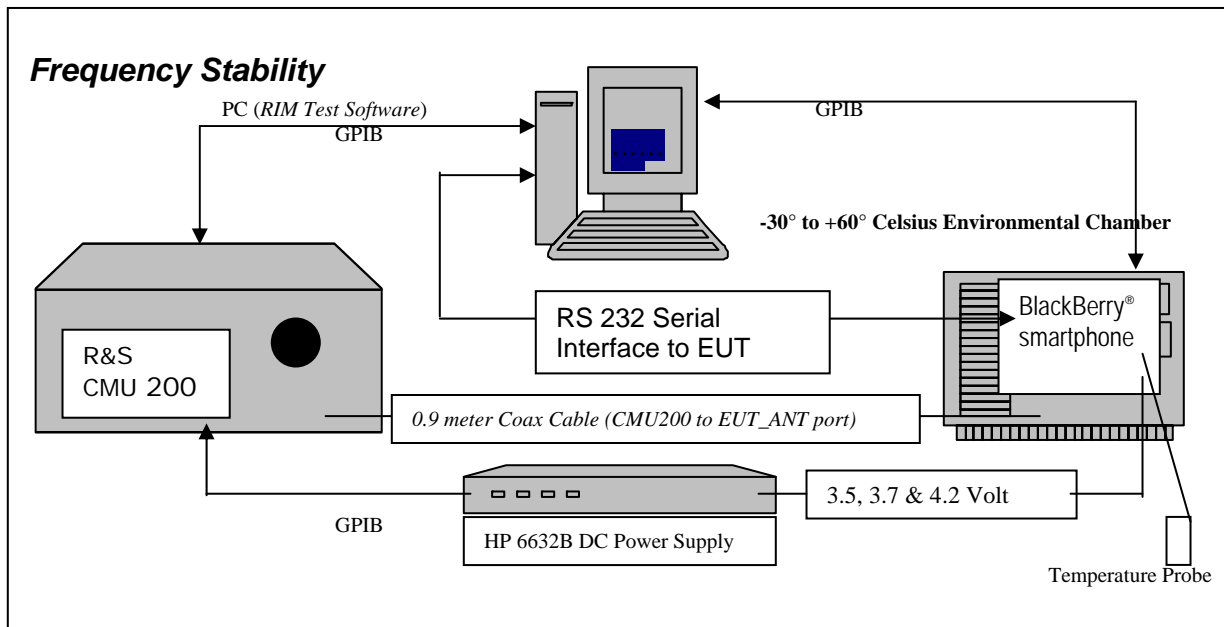 Frequency Stability
PC (RIM Test Software)
GPIB
GPIB
-30° to +60° Celsius Environmental Chamber
RS 232 Serial
Interface to EUT
BlackBerry®
smartphone
R&S
CMU 200
0.9 meter Coax Cable (CMU200 to EUT_ANT port)
3.5, 3.7 & 4.2 Volt
GPIB
HP 6632B DC Power Supply
Temperature Probe